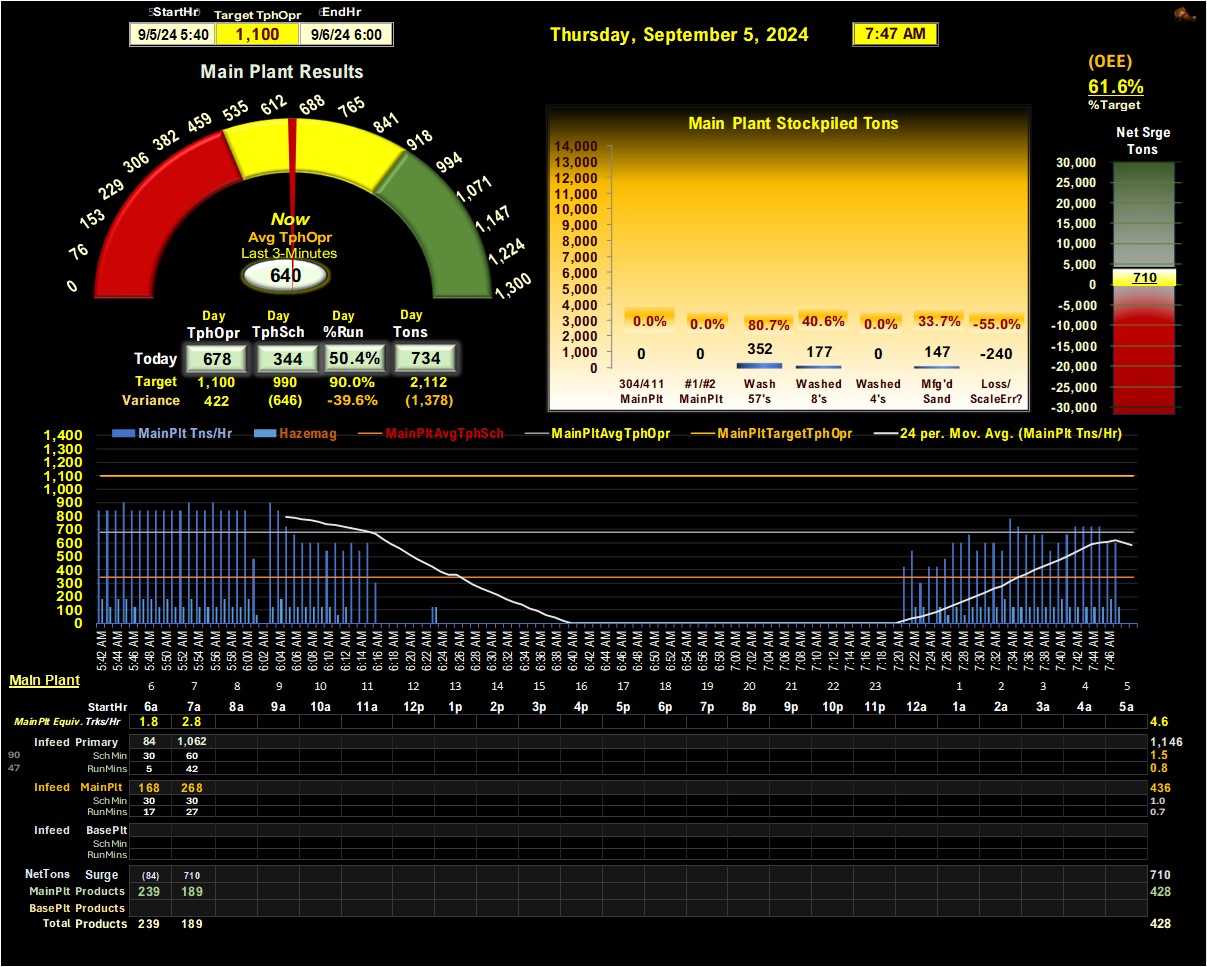 StartHr Target TphOpr EndHr
9/5/24 5:40 1,100 9/6/24 6:00
Thursday, September 5, 2024 7:47 AM
(OEE)
61.6%
%Target
Main Plant Results
0 76 153 229 306 382 459 535 612 688 765 841 918 994 1,071 1,147 1,224 1,300
Now
Avg TphOpr
Last 3-Minutes
640
Day Day Day Day
TphOpr TphSch %Run Tons
Today 678 344 50.4% 734
Target 1,100 990 90.0% 2,112
Variance 422 (646) -39.6% (1,378)
Main Plant Stockpiled Tons
14,000
13,000
12,000
11,000
10,000
9,000
8,000
7,000
6,000
5,000
4,000
3,000
2,000
1,000
0
0.0% 0.0% 80.7% 40.6% 0.0% 33.7% -55.0%
0 0 352 177 0 147 -240
304/411 #1/#2 Wash Washed Washed Mfg'd Loss/
MainPlt MainPlt 57's 8's 4's Sand ScaleErr?
Net Srge
Tons
30,000
25,000
20,000
15,000
10,000
5,000
0
-5,000
-10,000
-15,000
-20,000
-25,000
-30,000
710
MainPlt Tns/Hr Hazemag MainPltAvgTphSch MainPltAvgTphOpr MainPltTargetTphOpr 24 per. Mov. Avg. (MainPlt Tns/Hr)
1,400
1,300
1,200
1,100
1,000
900
800
700
600
500
400
300
200
100
0
5:42 AM 5:44 AM 5:46 AM 5:48 AM 5:50 AM 5:52 AM 5:54 AM 5:56 AM 5:58 AM 6:00 AM 6:02 AM 6:04 AM 6:06 AM 6:08 AM 6:10 AM 6:12 AM 6:14 AM 6:16 AM 6:19 AM 6:20 AM 6:22 AM 6:24 AM 6:26 AM 6:28 AM 6:30 AM 6:32 AM 6:34 AM 6:36 AM 6:38 AM 6:40 AM 6:42 AM 6:44 AM 6:46 AM 6:48 AM 6:50 AM 6:52 AM 6:54 AM 6:56 AM 6:58 AM 7:00 AM 7:02 AM 7:04 AM 7:06 AM 7:08 AM 7:10 AM 7:12 AM 7:14 AM 7:16 AM 7:18 AM 7:20 AM 7:22 AM 7:24 AM 7:26 AM 7:28 AM 7:30 AM 7:32 AM 7:34 AM 7:36 AM 7:38 AM 7:40 AM 7:42 AM 7:44 AM 7:46 AM
Main Plant
6 7 8 9 10 11 12 13 14 15 16 17 18 19 20 21 22 23 1 2 3 4 5
StartHr 6a 7a 8a 9a 10a 11a 12p 1p 2p 3p 4p 5p 6p 7p 8p 9p 10p 11p 12a 1a 2a 3a 4a 5a
MainPlt Equiv. Trks/Hr 1.8 2.8 4.6
Infeed Primary 84 1,062 1,146
90 Sch Min 30 60 1.5
47 RunMins 5 42 0.8
Infeed MainPlt 168 268 436
Sch Min 30 30 1.0
RunMins 17 27 0.7
Infeed BasePlt
Sch Min
RunMins
NetTons Surge (84) 710 710
MainPlt Products 239 189 428
BasePlt Products
Total Products 239 189 428